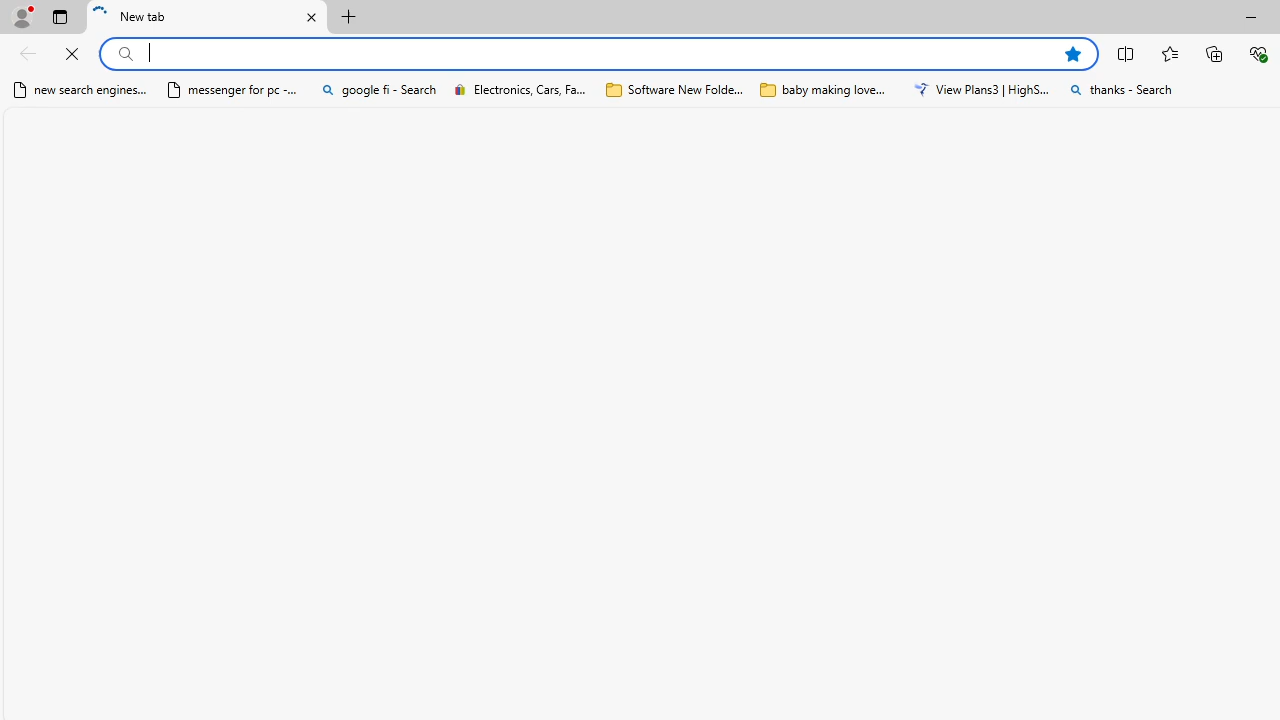 New tab
new search engines...
messenger for pc -...
google fi - Search
Electronics, Cars, Fa...
Software New Folde...
baby making love...
View Plans3 | HighS...
thanks - Search